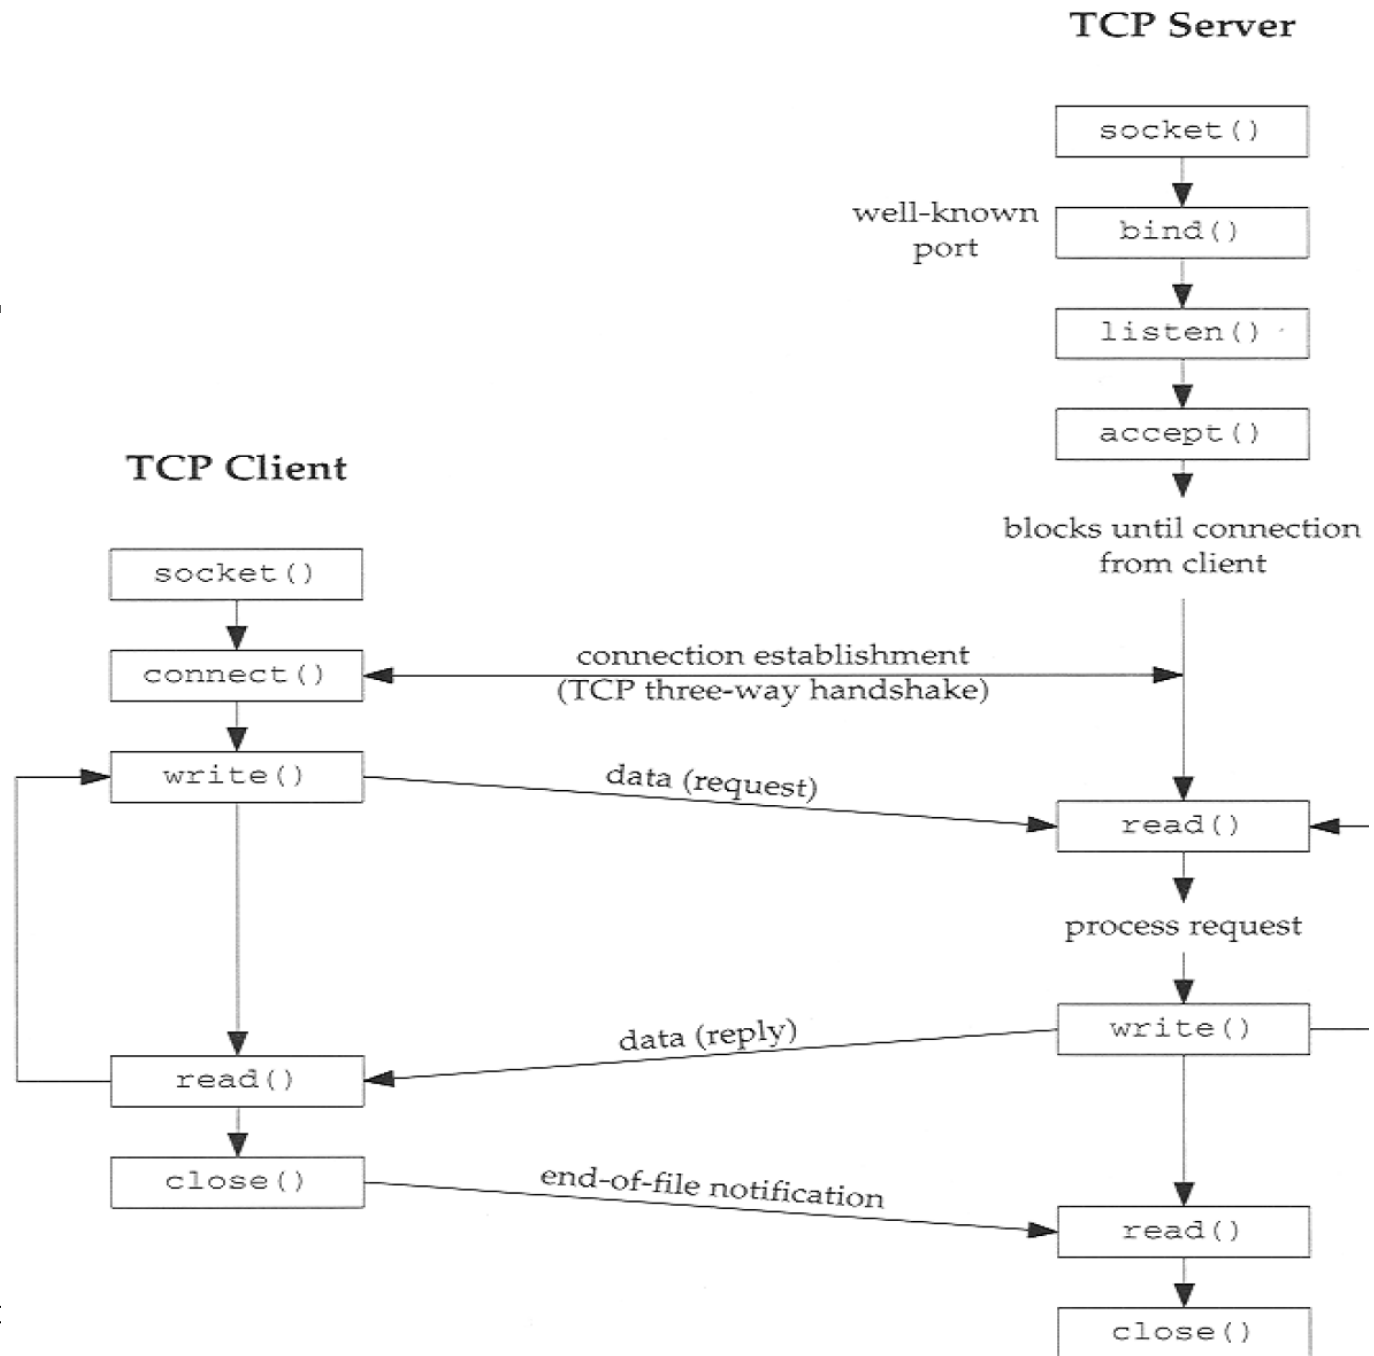 TCP Server
socket()
well-known
port
bind()
listen()
accept()
blocks until connection
from client
TCP Client
socket()
connect()
connection establishment
(TCP three-way handshake)
write()
data (request)
read()
process request
write()
data (reply)
read()
close()
end-of-file notification
read()
close()